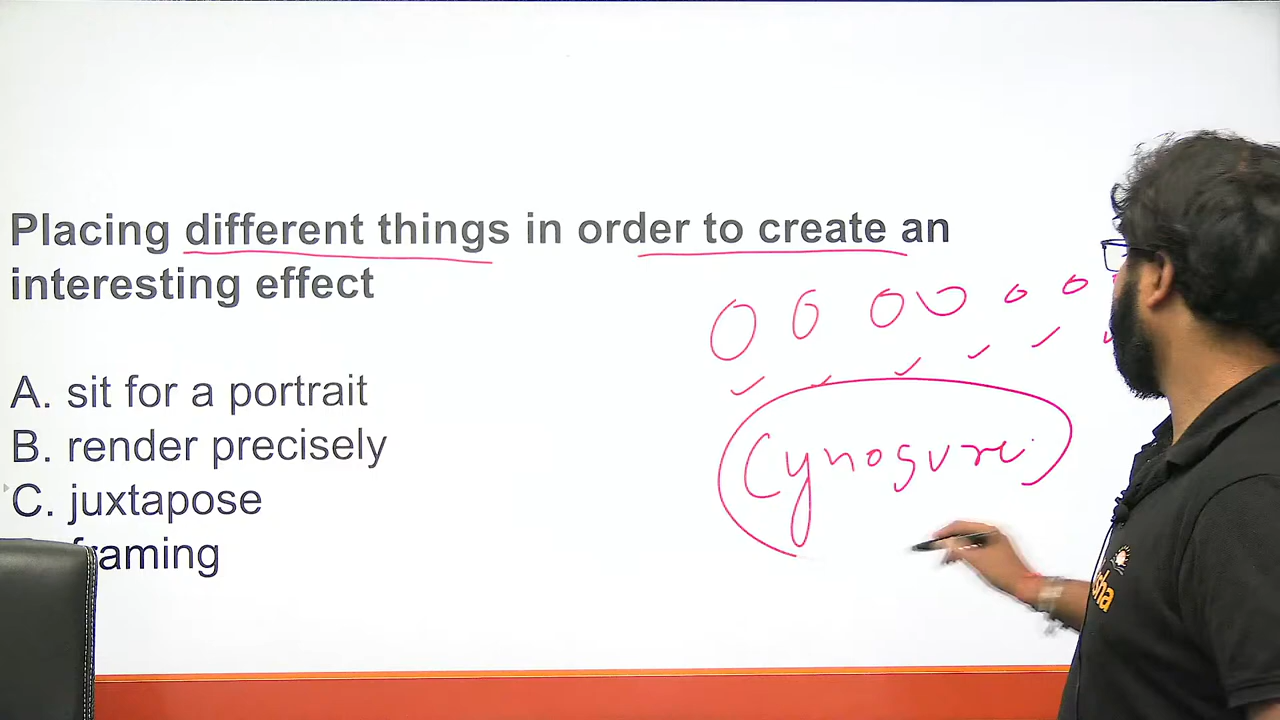 Placing different things in order to create an
interesting effect
A. sit for a portrait
B. render precisely
C. juxtapose
framing
Cynosure